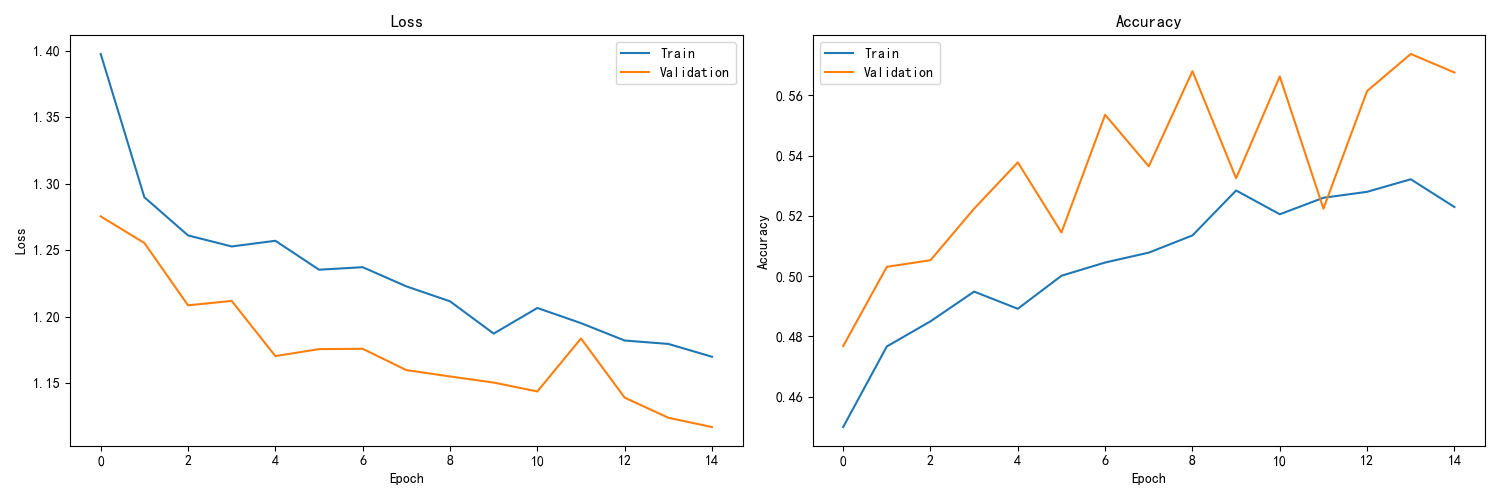 Loss
Train
Validation
1.40
1.35
1.30
1.25
1.20
1.15
Loss
0 2 4 6 8 10 12 14
Epoch
Accuracy
Train
Validation
0.56
0.54
0.52
0.50
0.48
0.46
Accuracy
0 2 4 6 8 10 12 14
Epoch